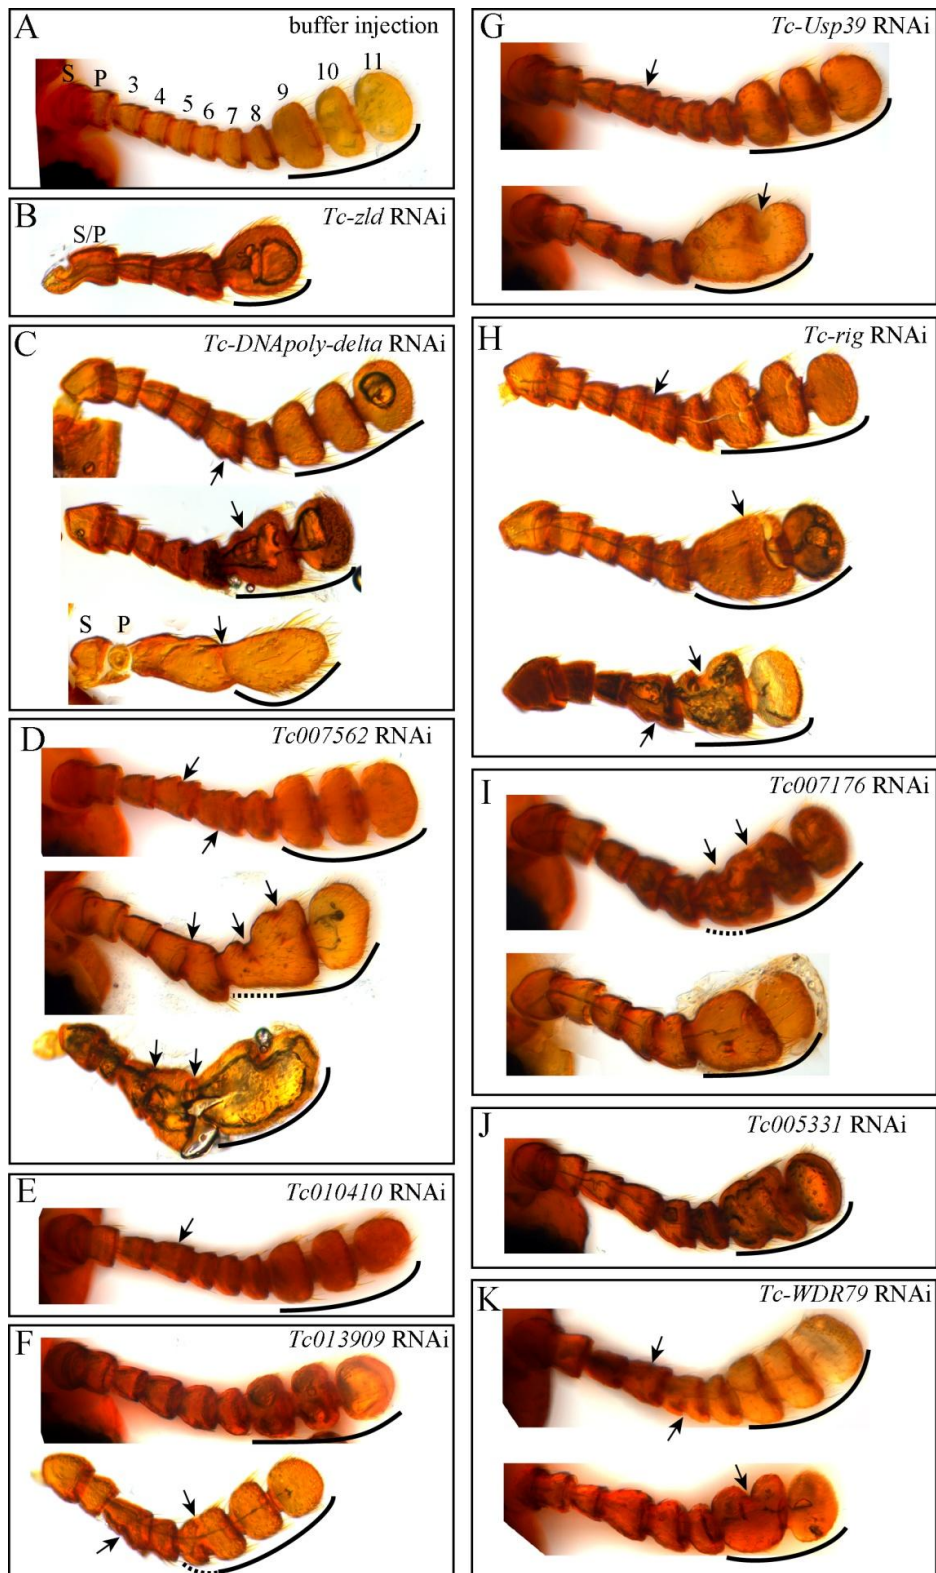 A
buffer injection
S P 3 4 5 6 7 8 9 10 11
B
Tc-zld RNAi
S/P
C
Tc-DNApoly-delta RNAi
S P
D
Tc007562 RNAi
E
Tc010410 RNAi
F
Tc013909 RNAi
G
Tc-Usp39 RNAi
H
Tc-rig RNAi
I
Tc007176 RNAi
J
Tc005331 RNAi
K
Tc-WDR79 RNAi